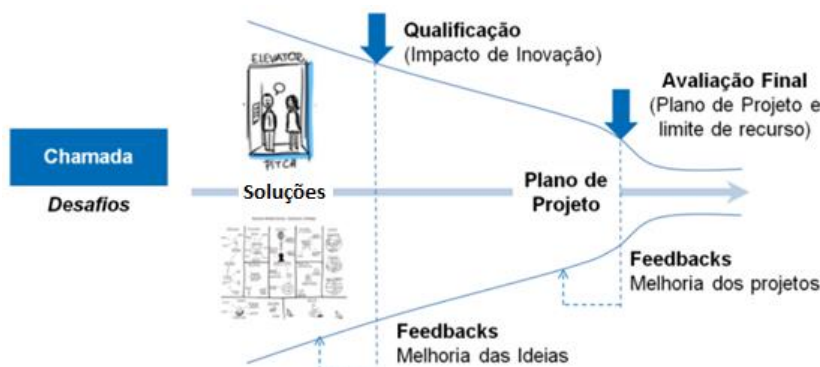 Qualificação
(Impacto de Inovação)
ELEVATOR
PITCH
Avaliação Final
(Plano de Projeto e
limite de recurso)
Chamada
Desafios
Soluções
Plano de
Projeto
Feedbacks
Melhoria dos projetos
Feedbacks
Melhoria das Ideias